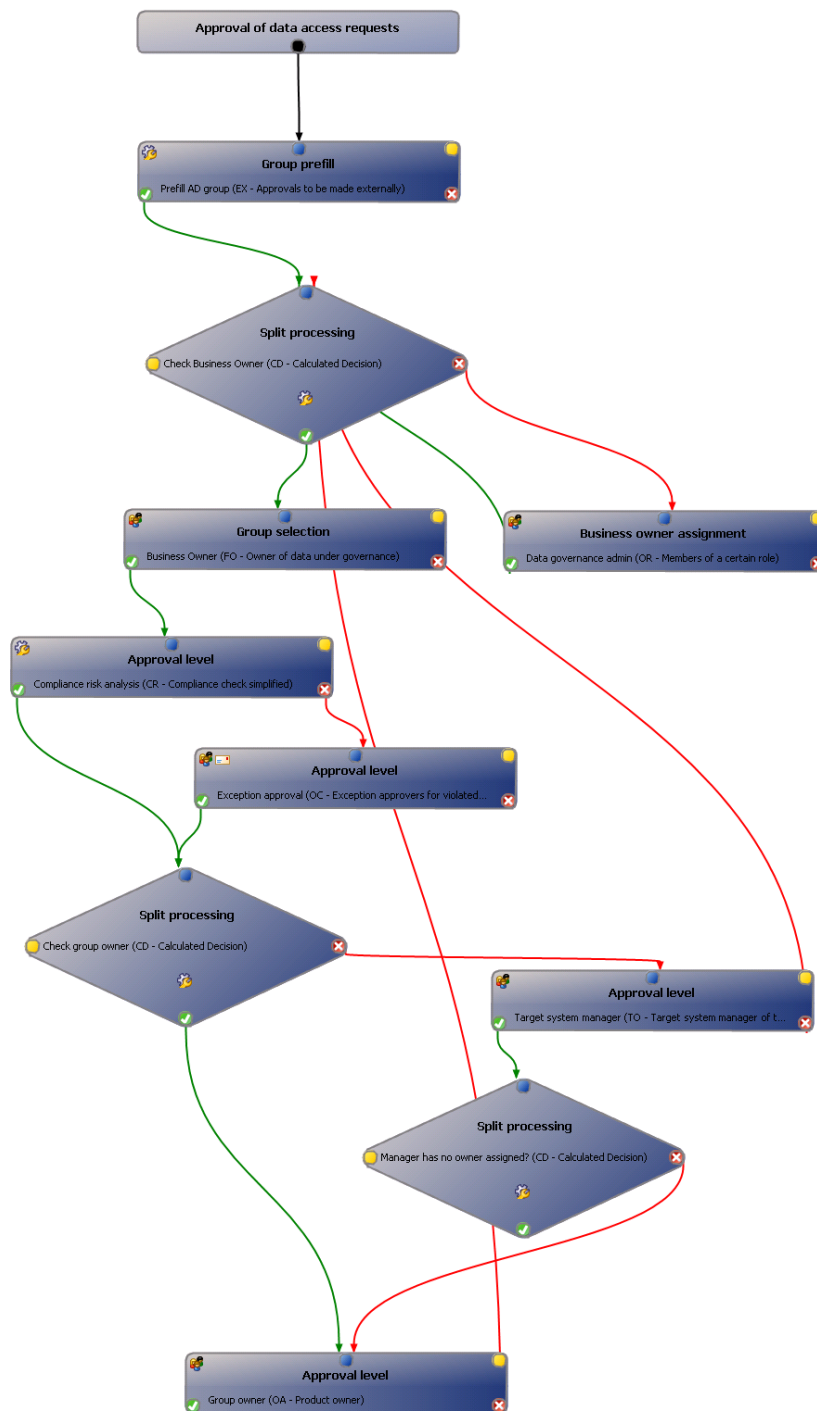 Approval of data access requests
Group prefill
Prefill AD group (EX - Approvals to be made externally)
Split processing
Check Business Owner (CD - Calculated Decision)
Group selection
Business Owner (FO - Owner of data under governance)
Business owner assignment
Data governance admin (OR - Members of a certain role)
Approval level
Compliance risk analysis (CR - Compliance check simplified)
Approval level
Exception approval (OC - Exception approvers for violated...
Split processing
Check group owner (CD - Calculated Decision)
Approval level
Target system manager (TO - Target system manager of t...
Split processing
Manager has no owner assigned? (CD - Calculated Decision)
Approval level
Group owner (OA - Product owner)